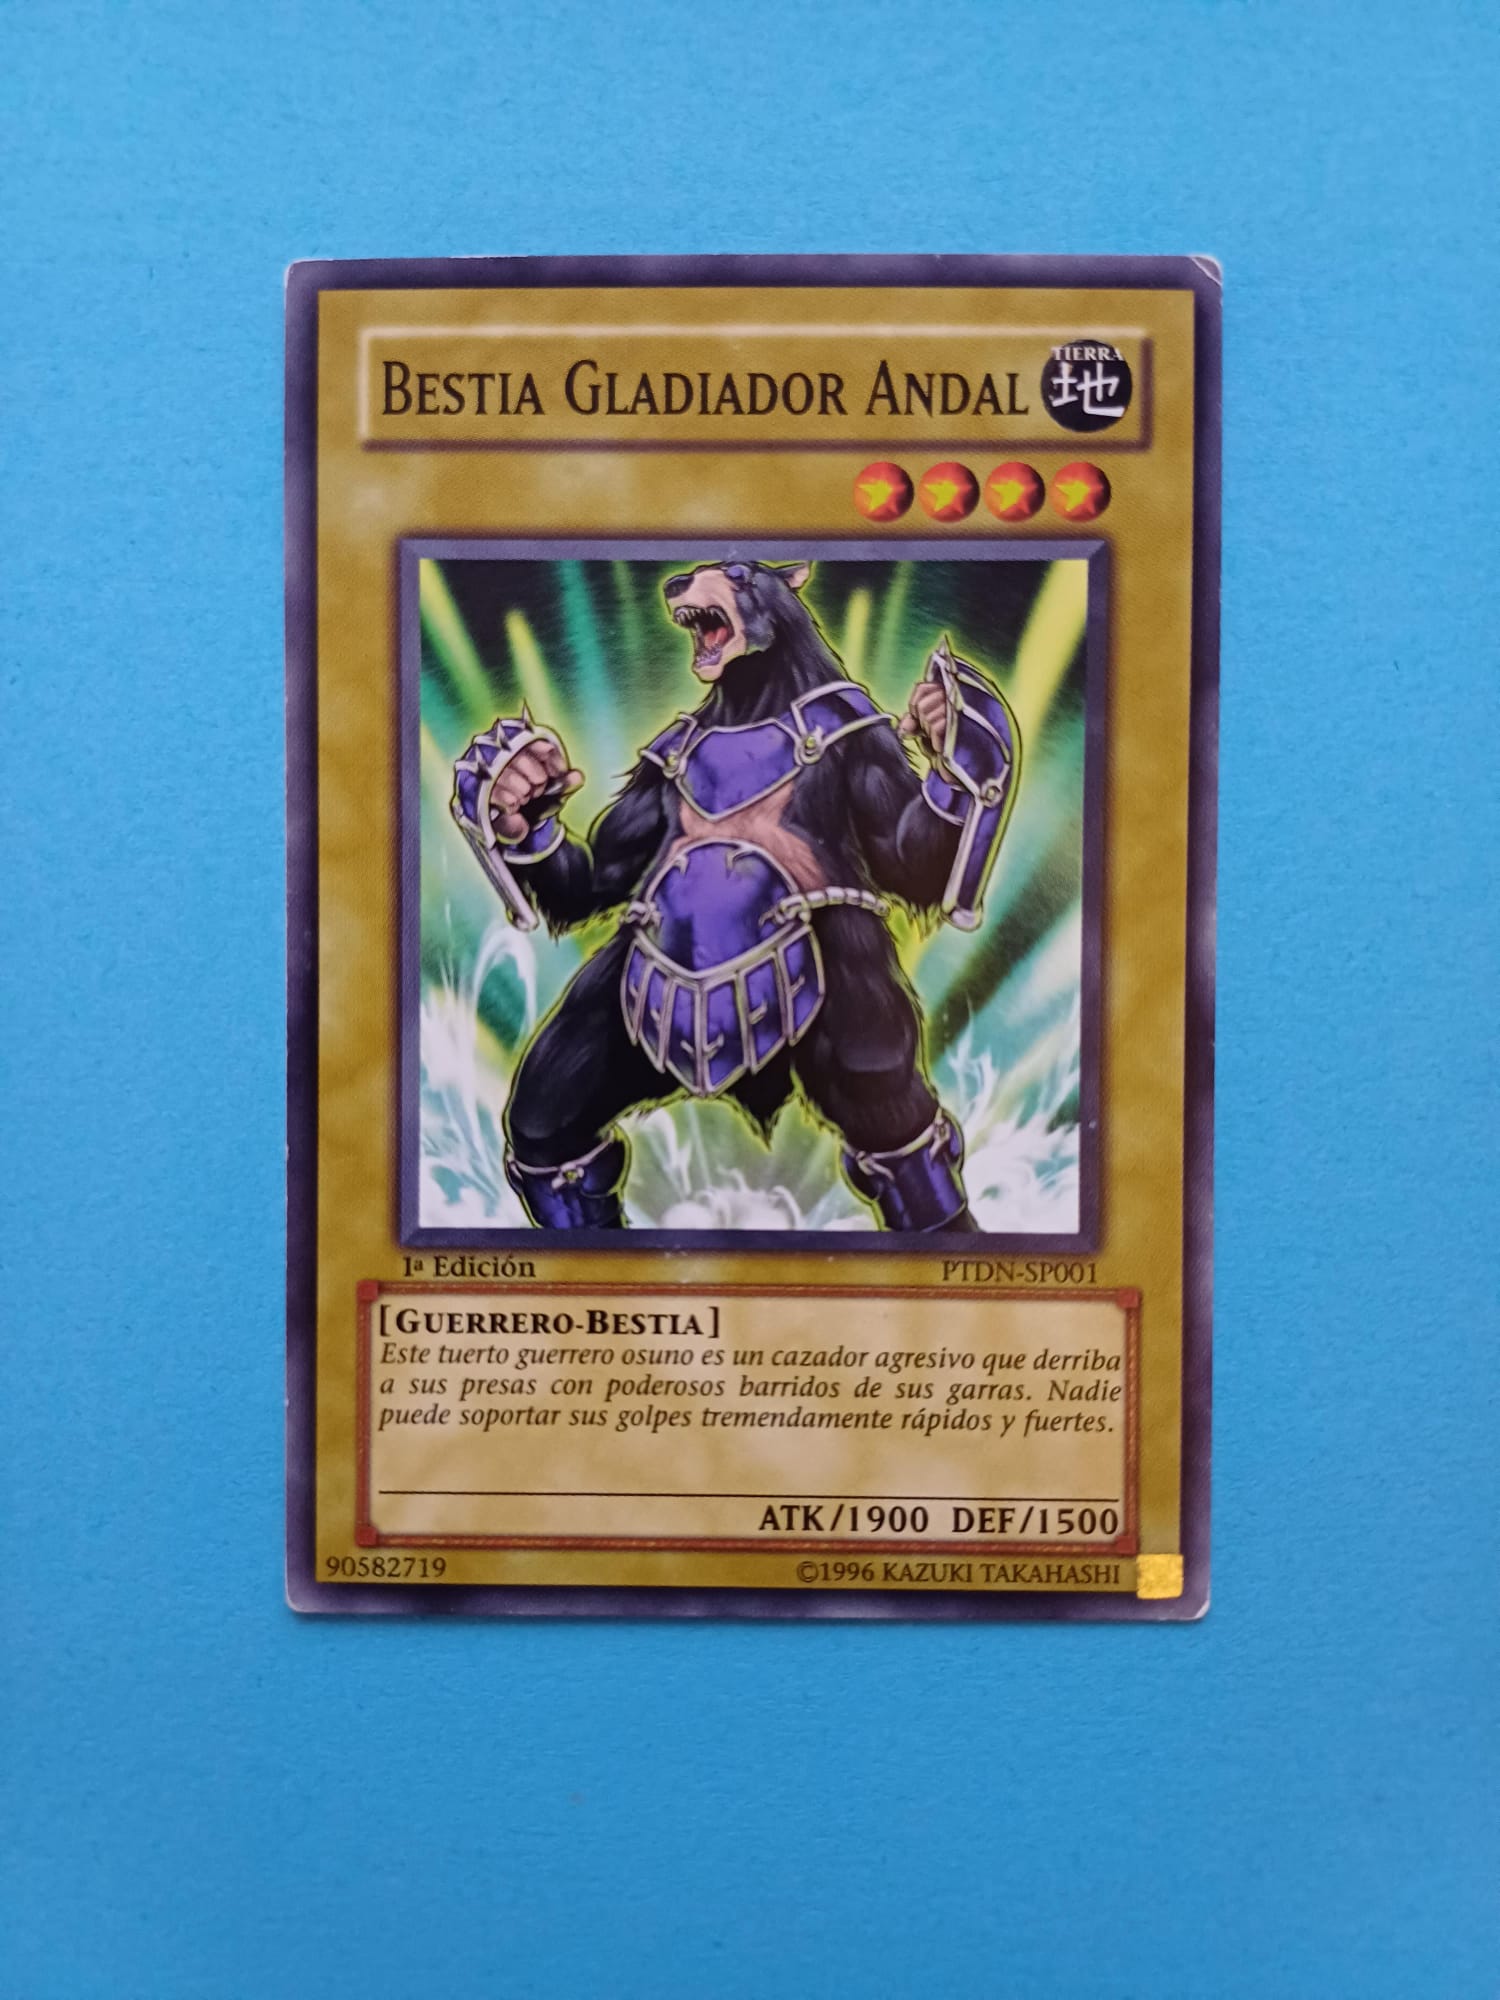 Bestia Gladiador Andal
TIERRA
地
1ª Edición
PTDN-SP001
[Guerrero-Bestia]
Este tuerto guerrero osuno es un cazador agresivo que derriba
a sus presas con poderosos barridos de sus garras. Nadie
puede soportar sus golpes tremendamente rápidos y fuertes.
ATK/1900 DEF/1500
90582719
©1996 KAZUKI TAKAHASHI